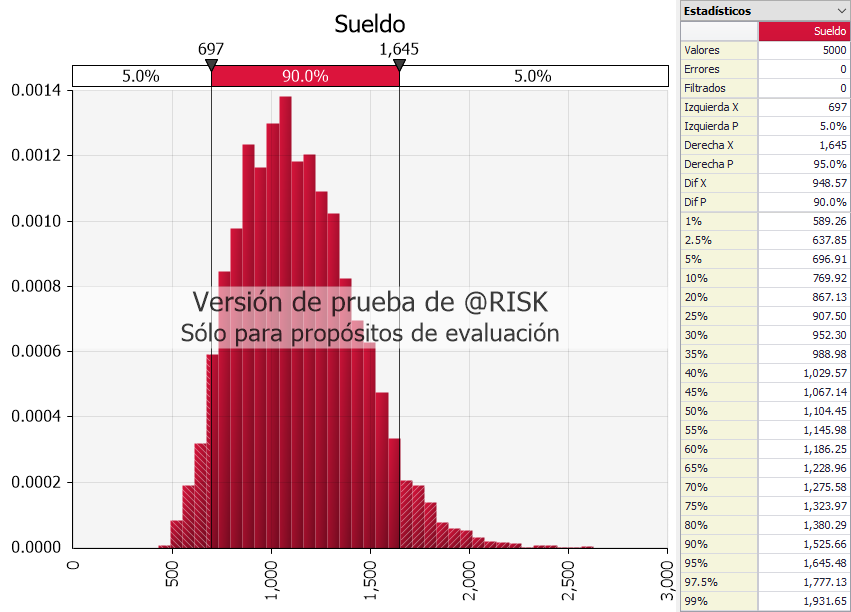 Sueldo
697 1,645
5.0% 90.0% 5.0%
0.0014
0.0012
0.0010
0.0008
0.0006
0.0004
0.0002
0.0000
Versión de prueba de @RISK
Sólo para propósitos de evaluación
0 500 1,000 1,500 2,000 2,500 3,000
Estadísticos
Sueldo
Valores 5000
Errores 0
Filtrados 0
Izquierda X 697
Izquierda P 5.0%
Derecha X 1,645
Derecha P 95.0%
Dif X 948.57
Dif P 90.0%
1% 589.26
2.5% 637.85
5% 696.91
10% 769.92
20% 867.13
25% 907.50
30% 952.30
35% 988.98
40% 1,029.57
45% 1,067.14
50% 1,104.45
55% 1,145.98
60% 1,186.25
65% 1,228.96
70% 1,275.58
75% 1,323.97
80% 1,380.29
90% 1,525.66
95% 1,645.48
97.5% 1,777.13
99% 1,931.65